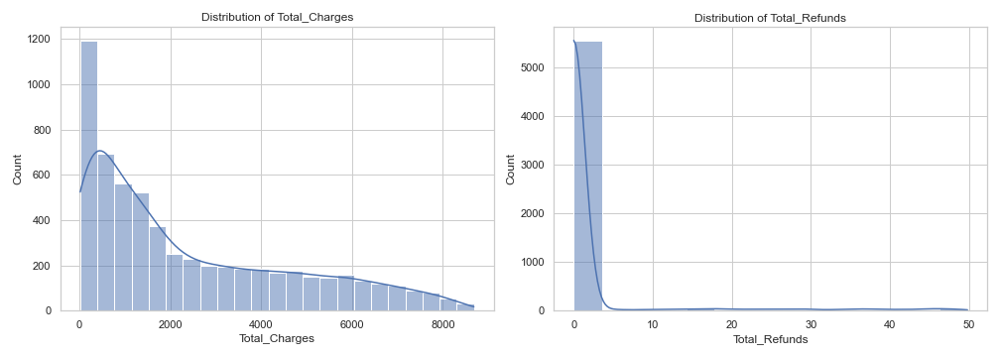 Distribution of Total_Charges
1200
1000
800
600
400
200
0
Count
0 2000 4000 6000 8000
Total_Charges
Distribution of Total_Refunds
5000
4000
3000
2000
1000
0
Count
0 10 20 30 40 50
Total_Refunds